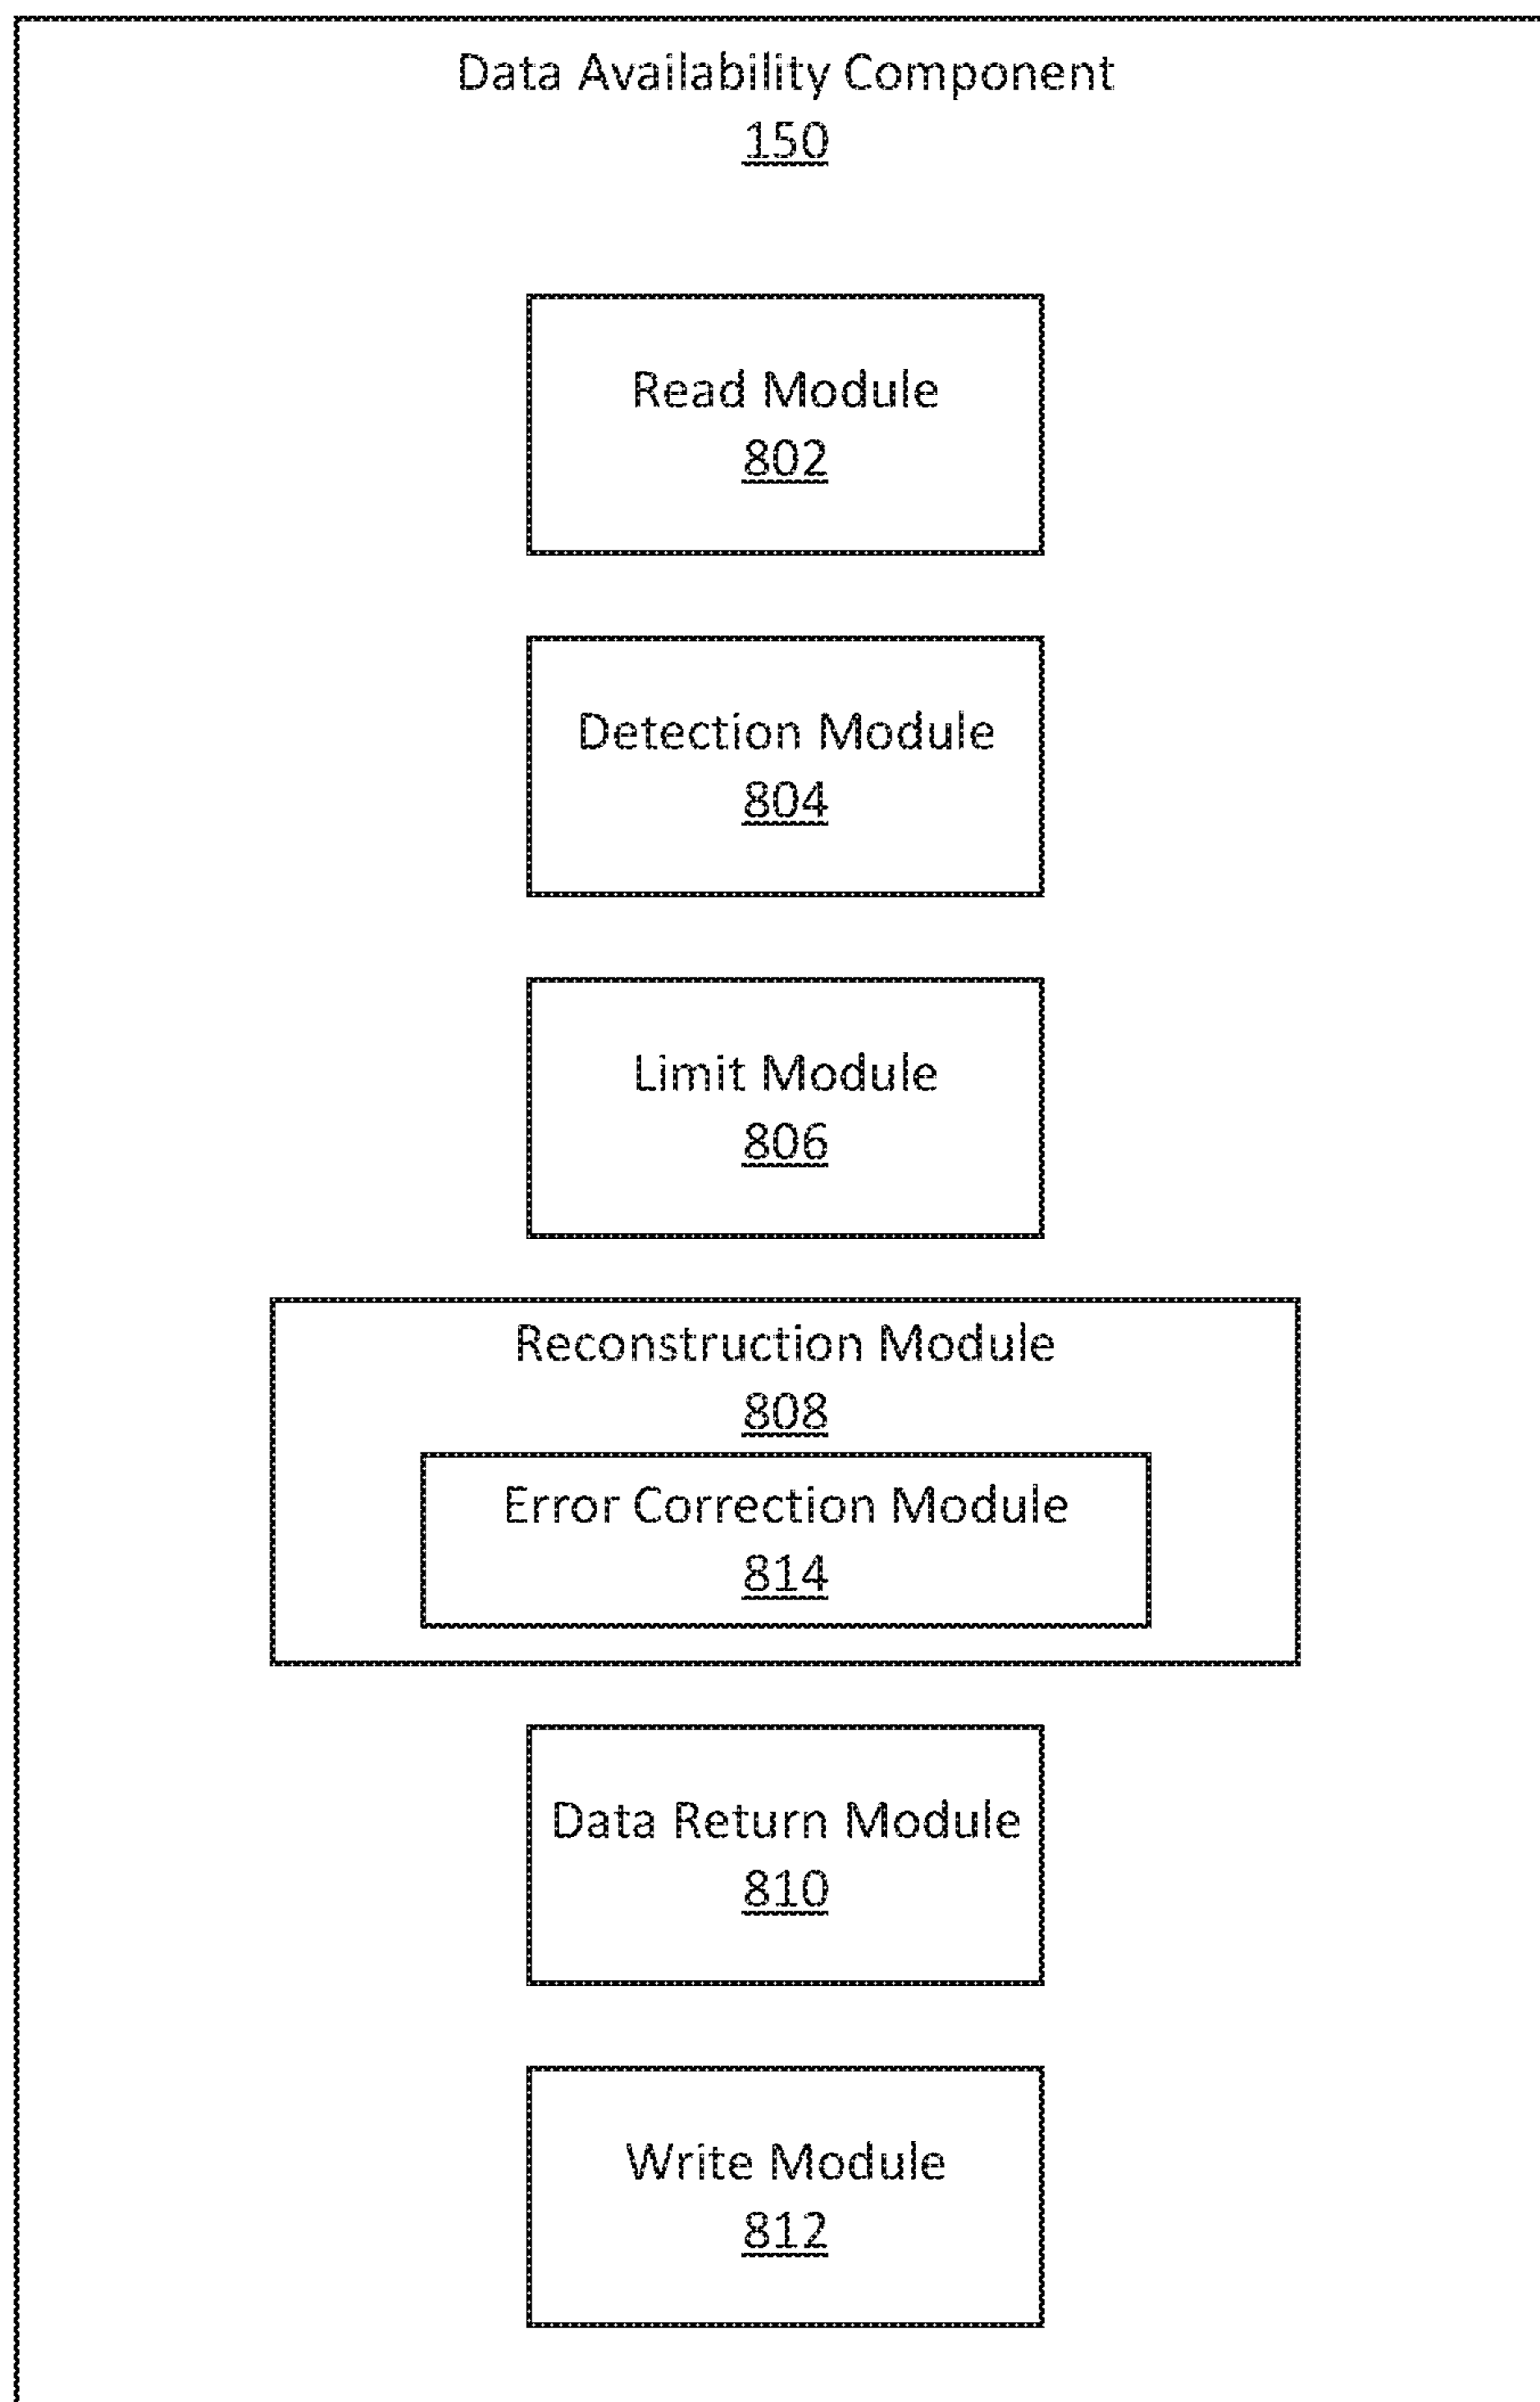 Data Availability Component
150
Read Module
802
Detection Module
804
Limit Module
806
Reconstruction Module
808
Error Correction Module
814
Data Return Module
810
Write Module
812